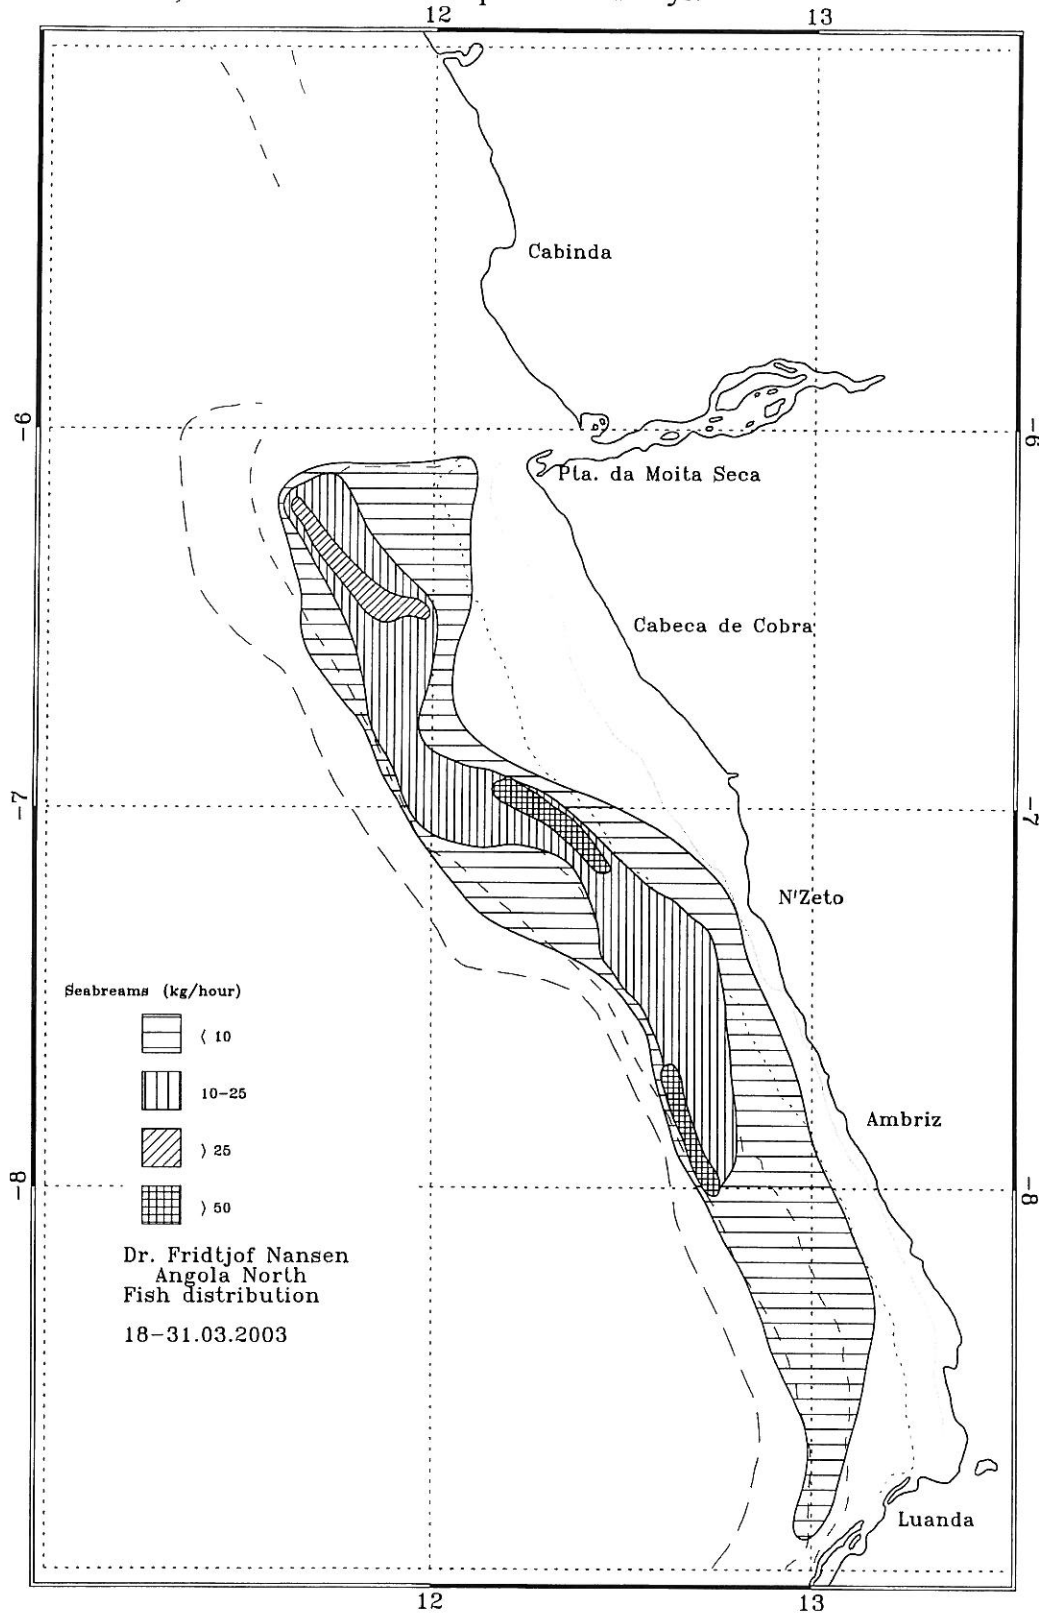 12 13
Cabinda
-6 -6
Pta. da Moita Seca
Cabeca de Cobra
-7 -7
N'Zeto
Seabreams (kg/hour)
⟨ 10
10-25
⟩ 25
⟩ 50
Ambriz
-8 -8
Dr. Fridtjof Nansen
Angola North
Fish distribution
18-31.03.2003
Luanda
12 13